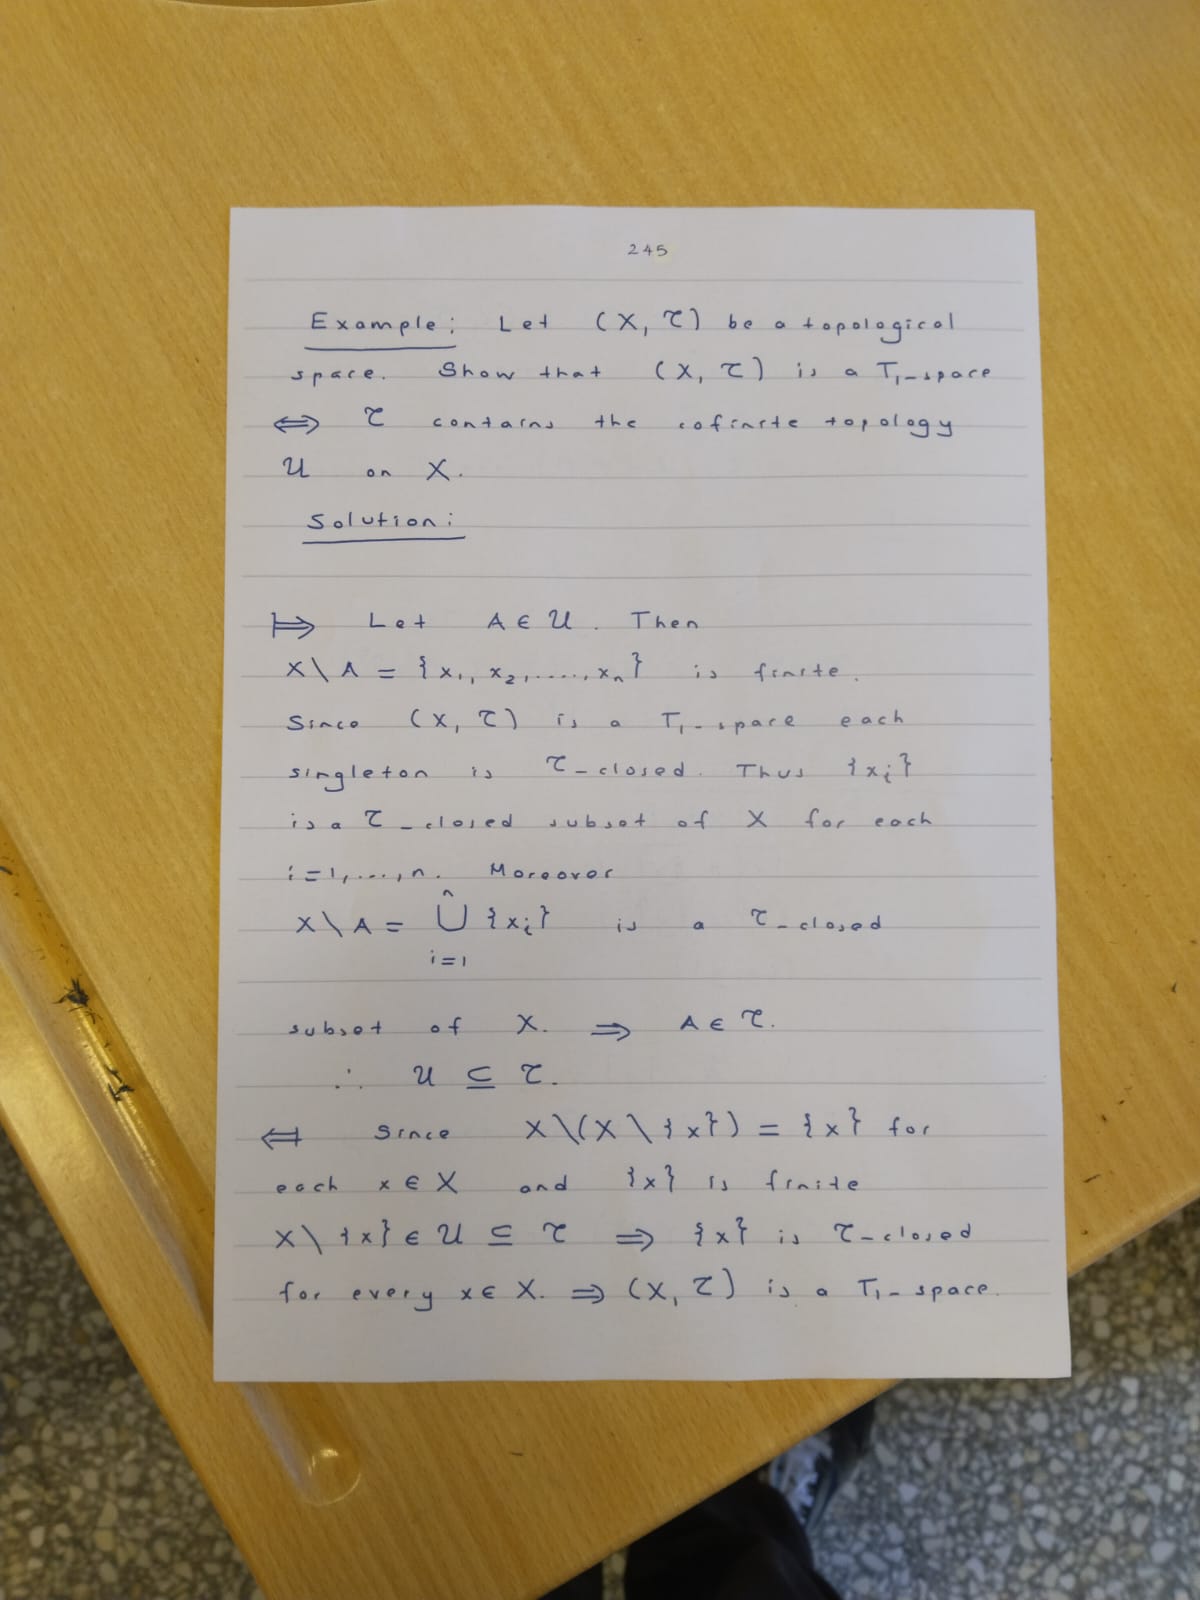 245
Example: Let (X, τ) be a topological
space. Show that (X, τ) is a T₁-space
⟺ τ contains the cofinite topology
U on X.
Solution:
⟹ Let A ∈ U. Then
X\A = {x₁, x₂, ....., xₙ} is finite.
Since (X, τ) is a T₁-space each
singleton is τ-closed. Thus {xᵢ}
is a τ-closed subset of X for each
i=1,...,n. Moreover
X\A = ⋃ⁿᵢ₌₁ {xᵢ} is a τ-closed
subset of X. ⟹ A ∈ τ.
∴ U ⊆ τ.
⟸ Since X\(X\{x}) = {x} for
each x ∈ X and {x} is finite
X\{x} ∈ U ⊆ τ ⟹ {x} is τ-closed
for every x ∈ X. ⟹ (X, τ) is a T₁-space.